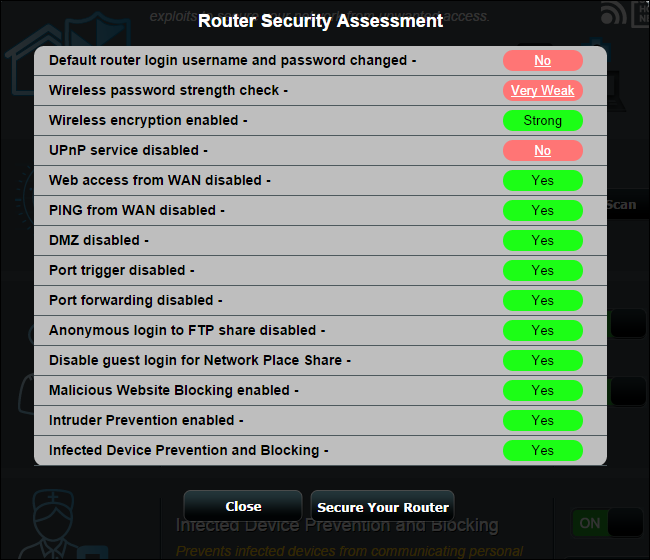 exploits to secure your network from unwanted access.
Router Security Assessment
Default router login username and password changed - No
Wireless password strength check - Very Weak
Wireless encryption enabled - Strong
UPnP service disabled - No
Web access from WAN disabled - Yes
PING from WAN disabled - Yes
DMZ disabled - Yes
Port trigger disabled - Yes
Port forwarding disabled - Yes
Anonymous login to FTP share disabled - Yes
Disable guest login for Network Place Share - Yes
Malicious Website Blocking enabled - Yes
Intruder Prevention enabled - Yes
Infected Device Prevention and Blocking - Yes
Scan
Close Secure Your Router
Infected Device Prevention and Blocking
ON
Prevents infected devices from communicating personal